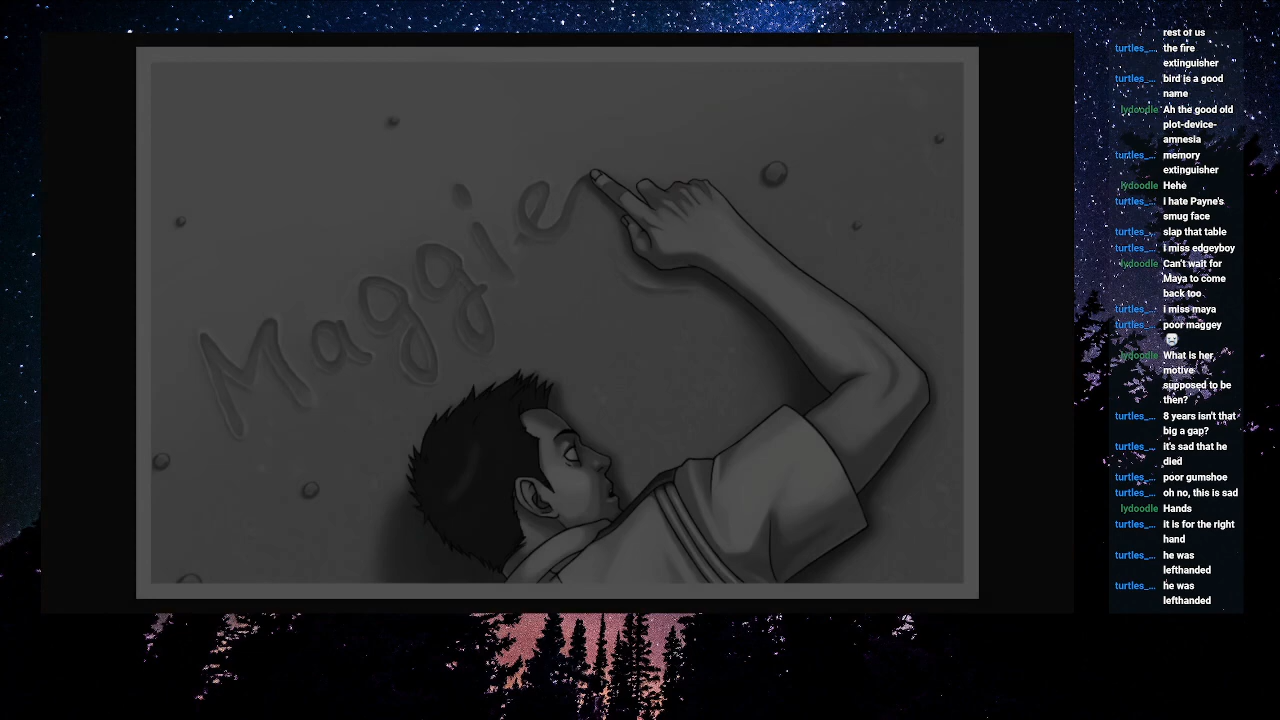 Maggie
rest of us
turtles_... the fire
extinguisher
turtles_... bird is a good
name
lydoodle Ah the good old
plot-device-
amnesia
turtles_... memory
extinguisher
lydoodle Hehe
turtles_... I hate Payne's
smug face
turtles_... slap that table
turtles_... I miss edgeyboy
lydoodle Can't wait for
Maya to come
back too
turtles_... I miss maya
turtles_... poor maggey
lydoodle What is her
motive
supposed to be
then?
turtles_... 8 years isn't that
big a gap?
turtles_... it's sad that he
died
turtles_... poor gumshoe
turtles_... oh no, this is sad
lydoodle Hands
turtles_... it is for the right
hand
turtles_... he was
lefthanded
turtles_... he was
lefthanded